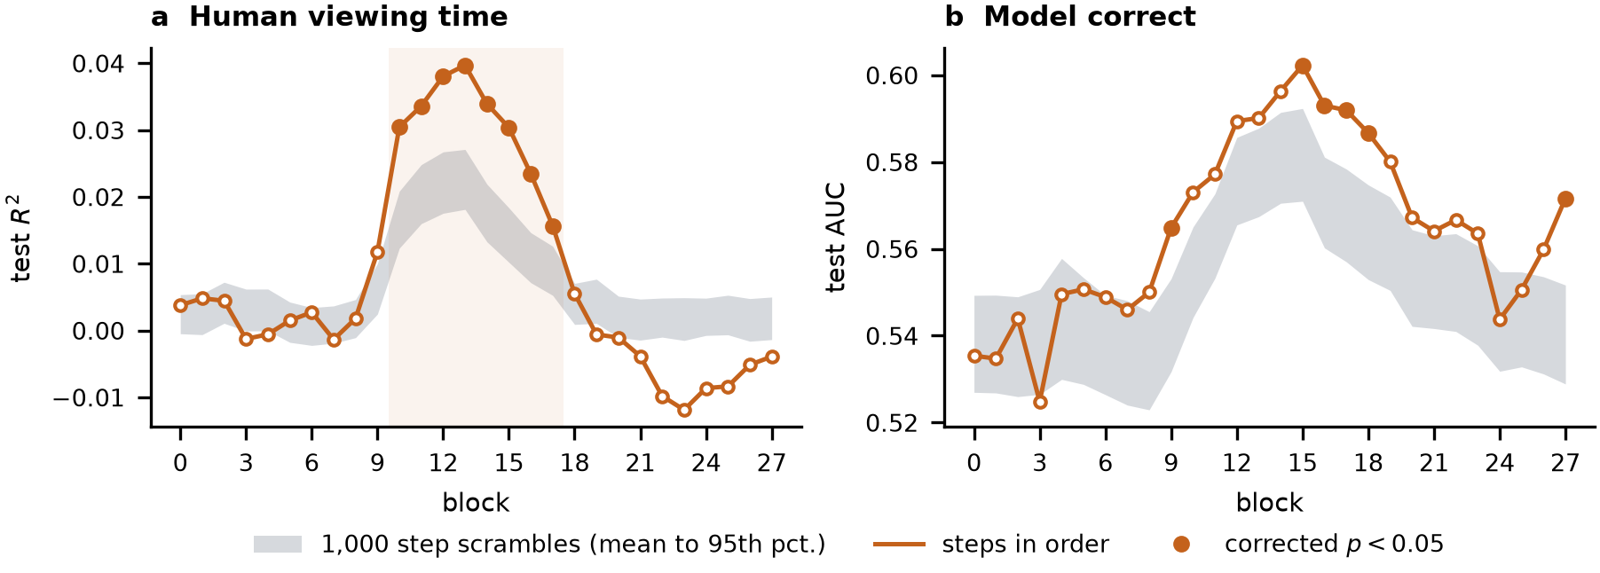 a Human viewing time
0.04
0.03
0.02
0.01
0.00
−0.01
test R²
0 3 6 9 12 15 18 21 24 27
block
b Model correct
0.60
0.58
0.56
0.54
0.52
test AUC
0 3 6 9 12 15 18 21 24 27
block
1,000 step scrambles (mean to 95th pct.) steps in order corrected p < 0.05